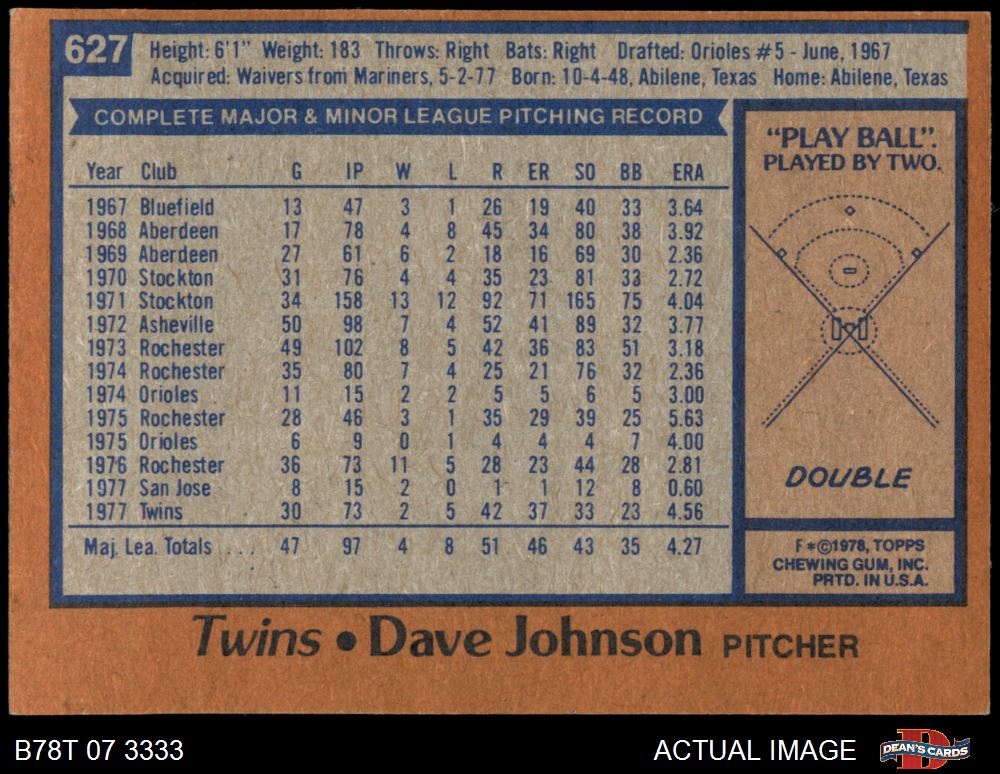 627
Height: 6'1" Weight: 183 Throws: Right Bats: Right Drafted: Orioles #5 - June, 1967
Acquired: Waivers from Mariners, 5-2-77 Born: 10-4-48, Abilene, Texas Home: Abilene, Texas
COMPLETE MAJOR & MINOR LEAGUE PITCHING RECORD
Year Club G IP W L R ER SO BB ERA
1967 Bluefield 13 47 3 1 26 19 40 33 3.64
1968 Aberdeen 17 78 4 8 45 34 80 38 3.92
1969 Aberdeen 27 61 6 2 18 16 69 30 2.36
1970 Stockton 31 76 4 4 35 23 81 33 2.72
1971 Stockton 34 158 13 12 92 71 165 75 4.04
1972 Asheville 50 98 7 4 52 41 89 32 3.77
1973 Rochester 49 102 8 5 42 36 83 51 3.18
1974 Rochester 35 80 7 4 25 21 76 32 2.36
1974 Orioles 11 15 2 2 5 5 6 5 3.00
1975 Rochester 28 46 3 1 35 29 39 25 5.63
1975 Orioles 6 9 0 1 4 4 4 7 4.00
1976 Rochester 36 73 11 5 28 23 44 28 2.81
1977 San Jose 8 15 2 0 1 1 12 8 0.60
1977 Twins 30 73 2 5 42 37 33 23 4.56
Maj. Lea. Totals ... 47 97 4 8 51 46 43 35 4.27
"PLAY BALL".
PLAYED BY TWO.
DOUBLE
F*©1978, TOPPS
CHEWING GUM, INC.
PRTD. IN U.S.A.
Twins • Dave Johnson PITCHER
B78T 07 3333
ACTUAL IMAGE
DEAN'S CARDS